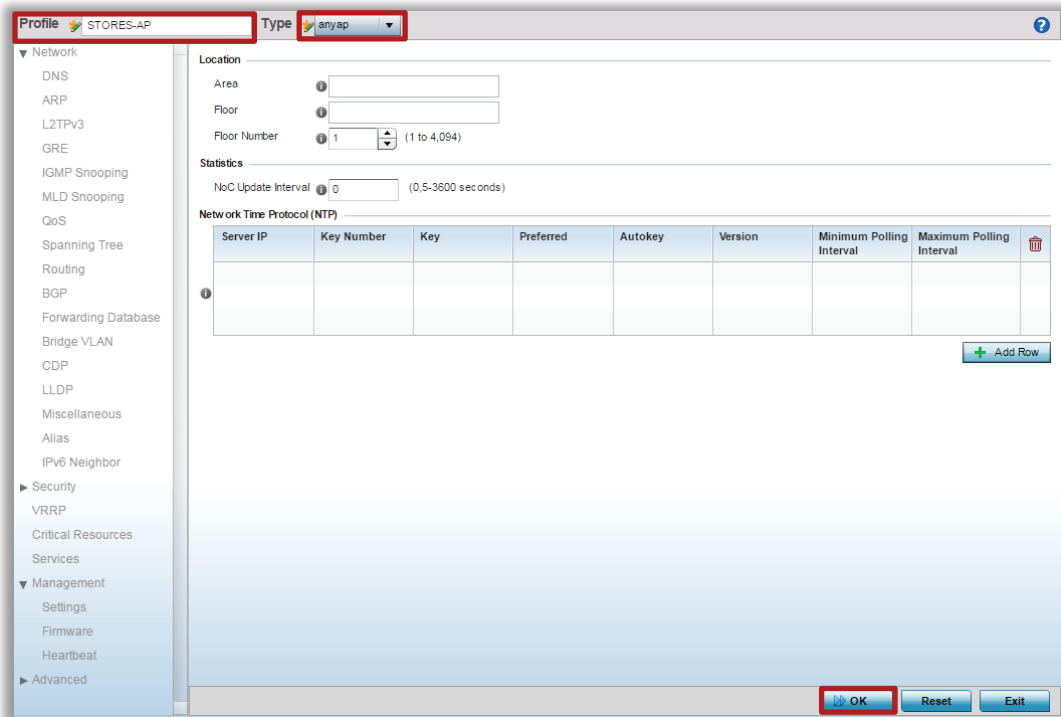 Profile STORES-AP Type anyap
Network
DNS
ARP
L2TPv3
GRE
IGMP Snooping
MLD Snooping
QoS
Spanning Tree
Routing
BGP
Forwarding Database
Bridge VLAN
CDP
LLDP
Miscellaneous
Alias
IPv6 Neighbor
Security
VRRP
Critical Resources
Services
Management
Settings
Firmware
Heartbeat
Advanced
Location
Area
Floor
Floor Number 1 (1 to 4,094)
Statistics
NoC Update Interval 0 (0,5-3600 seconds)
Network Time Protocol (NTP)
Server IP Key Number Key Preferred Autokey Version Minimum Polling Interval Maximum Polling Interval
Add Row
OK Reset Exit